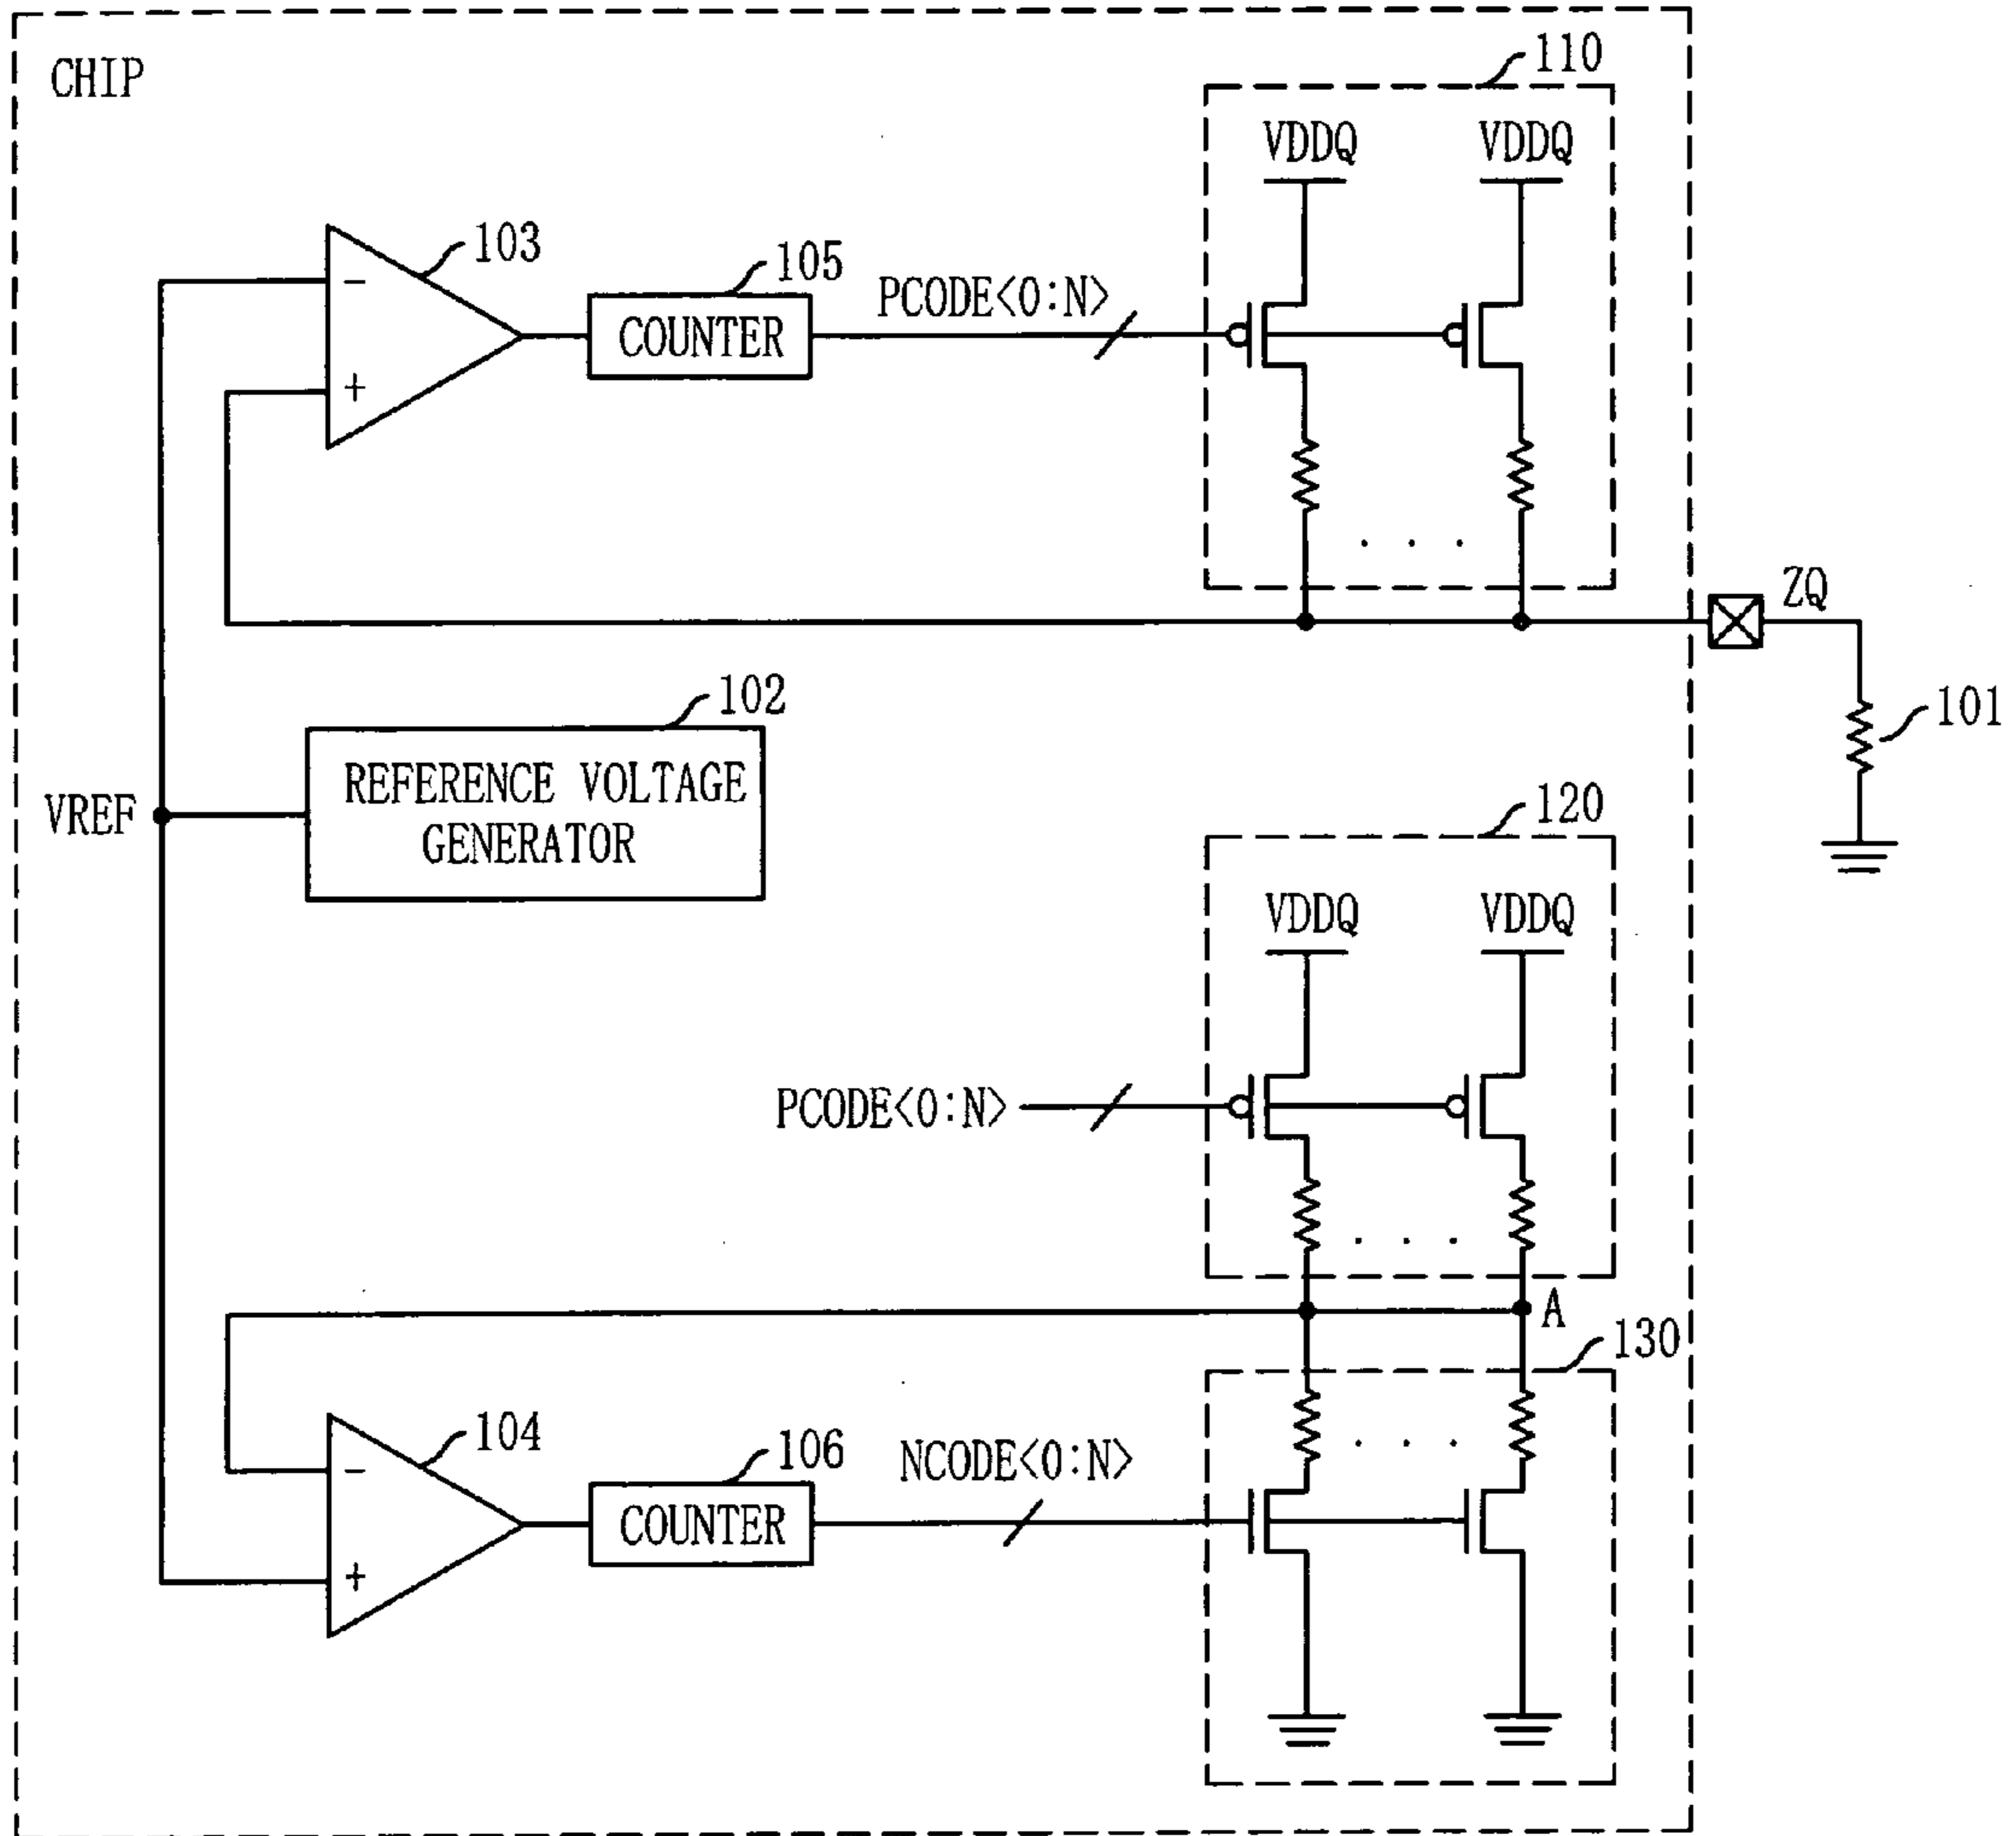 CHIP
110
VDDQ VDDQ
103
-
+
105
COUNTER
PCODE<0:N>
ZQ
101
102
REFERENCE VOLTAGE
GENERATOR
VREF
120
VDDQ VDDQ
PCODE<0:N>
A
130
104
-
+
106
COUNTER
NCODE<0:N>